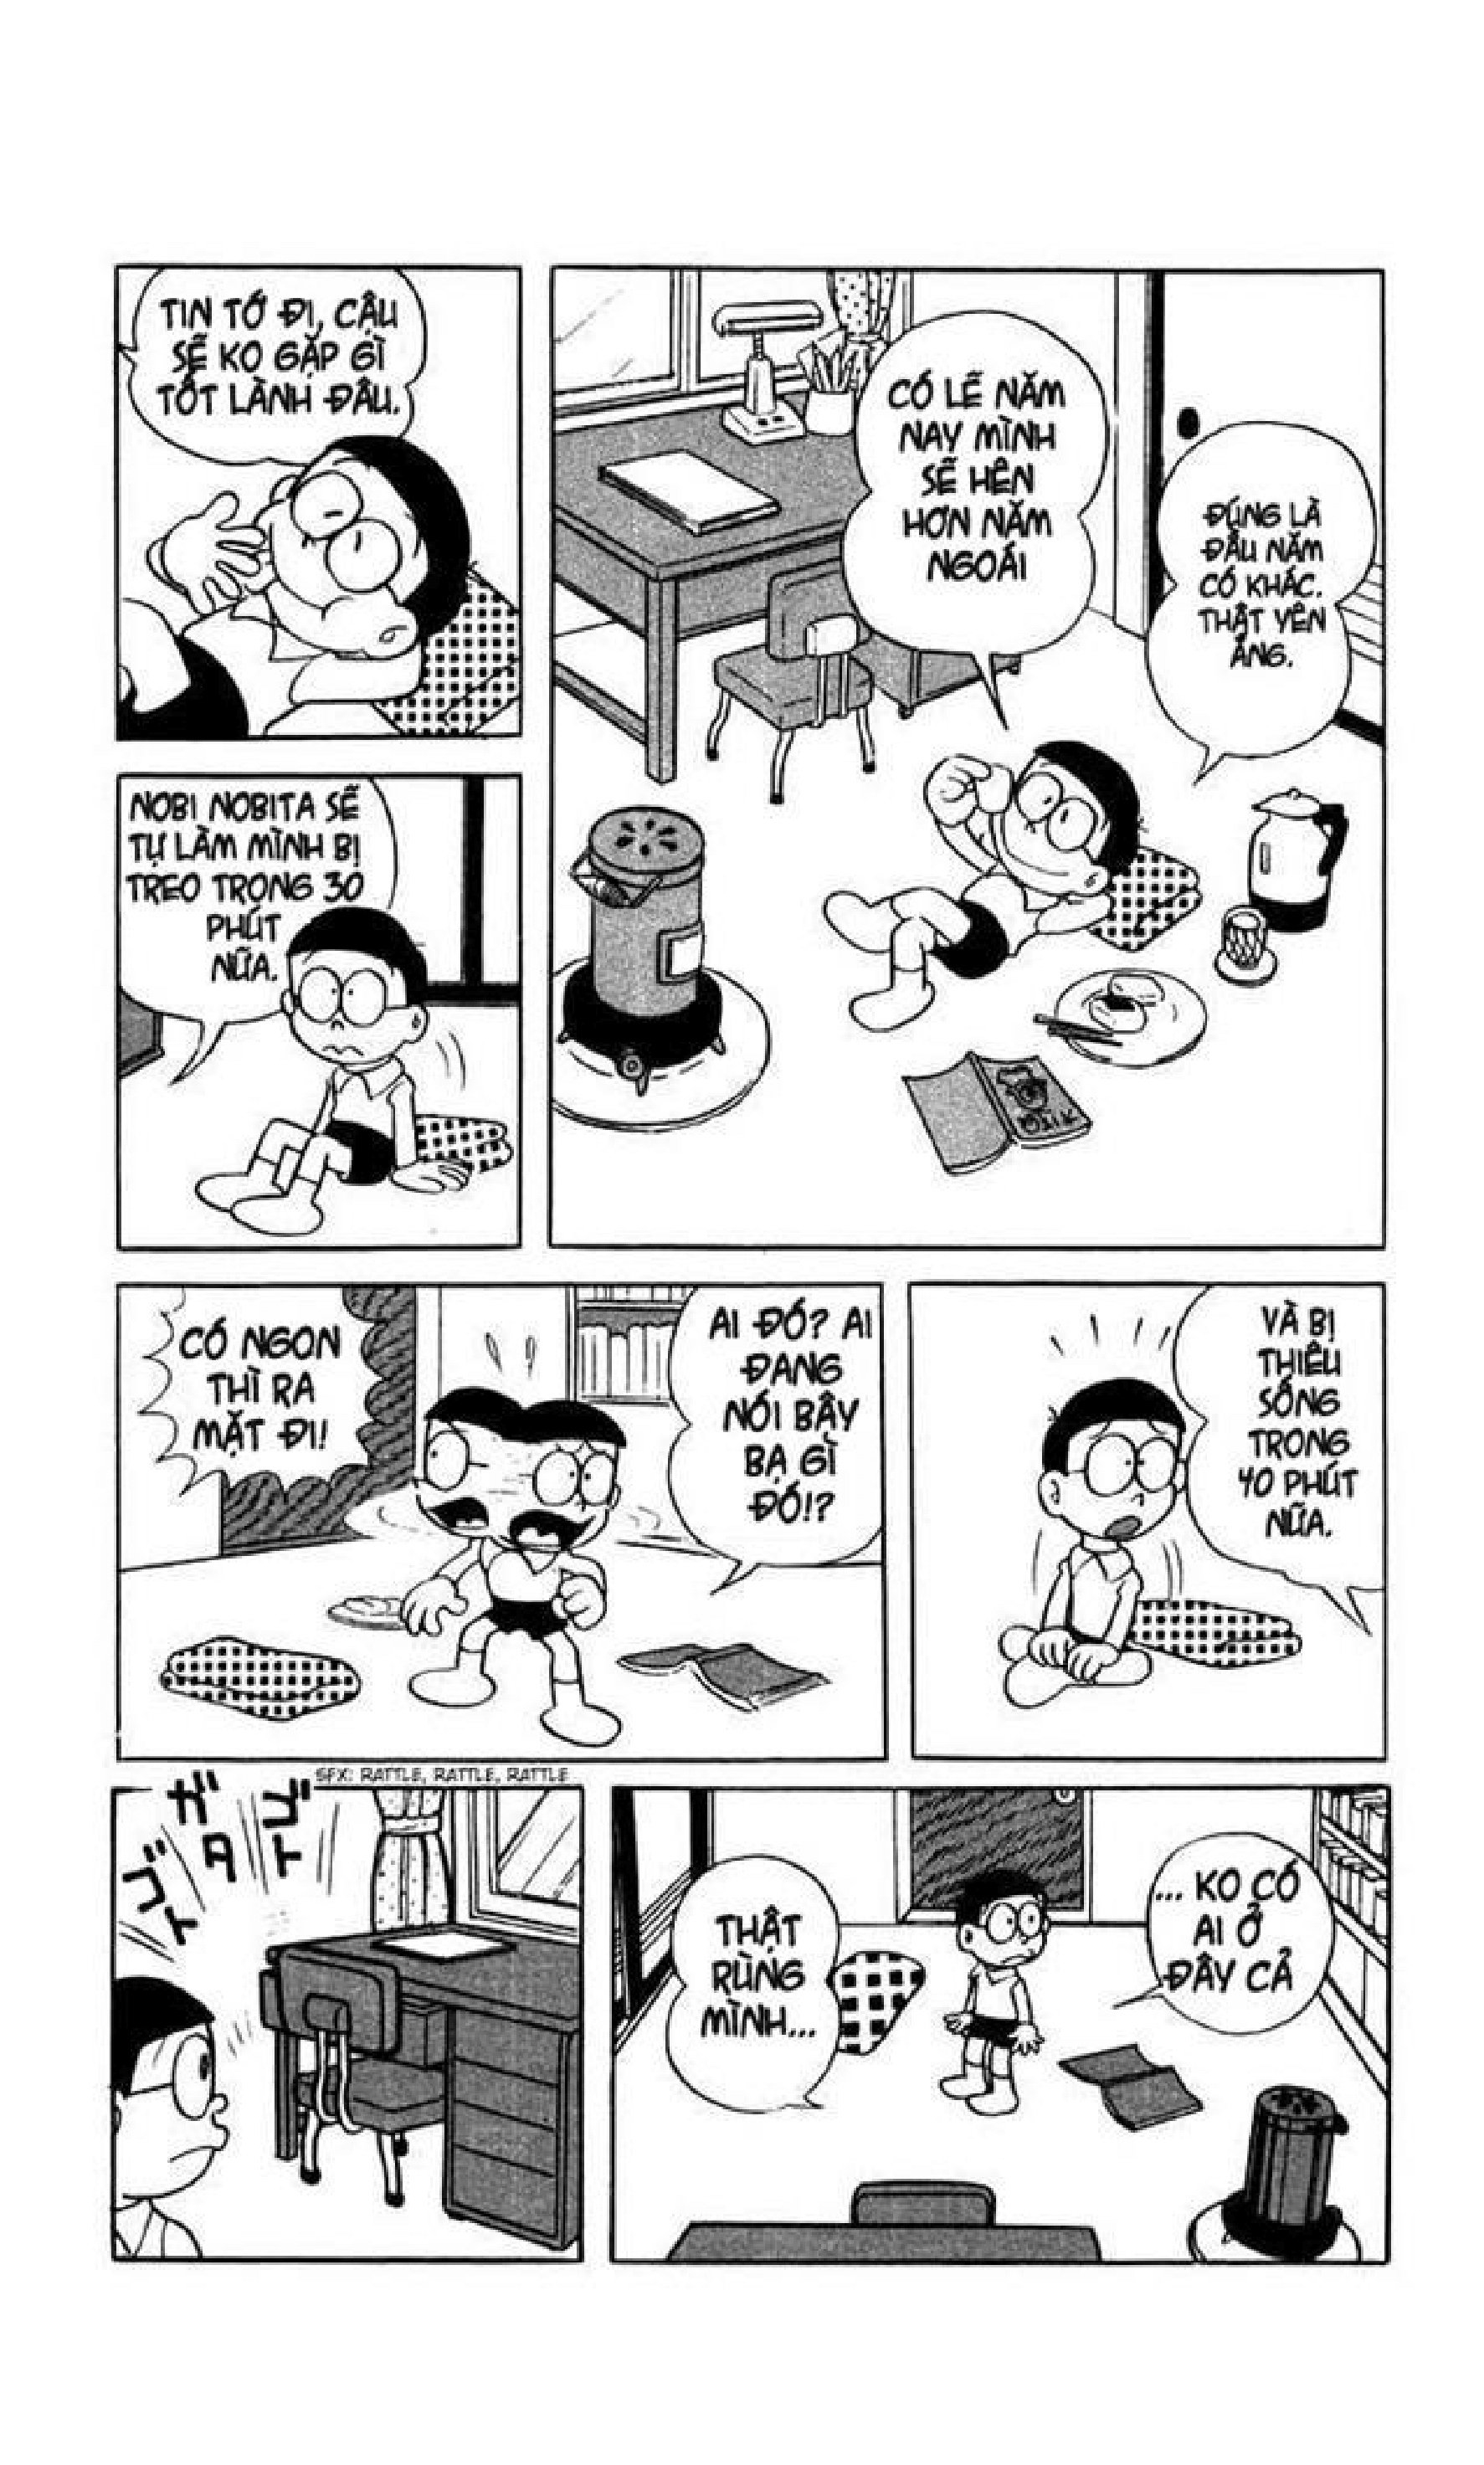 ĐÚNG LÀ
ĐẦU NĂM
CÓ KHÁC.
THẬT YÊN
ẮNG.
CÓ LẼ NĂM
NAY MÌNH
SẼ HÊN
HƠN NĂM
NGOÁI
TIN TỚ ĐI, CẬU
SẼ KO GẶP GÌ
TỐT LÀNH ĐÂU.
NOBI NOBITA SẼ
TỰ LÀM MÌNH BỊ
TREO TRONG 30
PHÚT
NỮA.
VÀ BỊ
THIÊU
SỐNG
TRONG
40 PHÚT
NỮA.
AI ĐÓ? AI
ĐANG
NÓI BẬY
BẠ GÌ
ĐÓ!?
CÓ NGON
THÌ RA
MẶT ĐI!
... KO CÓ
AI Ở
ĐÂY CẢ
THẬT
RÙNG
MÌNH...
SFX: RATTLE, RATTLE, RATTLE
ゴト
ガタ
ゴト